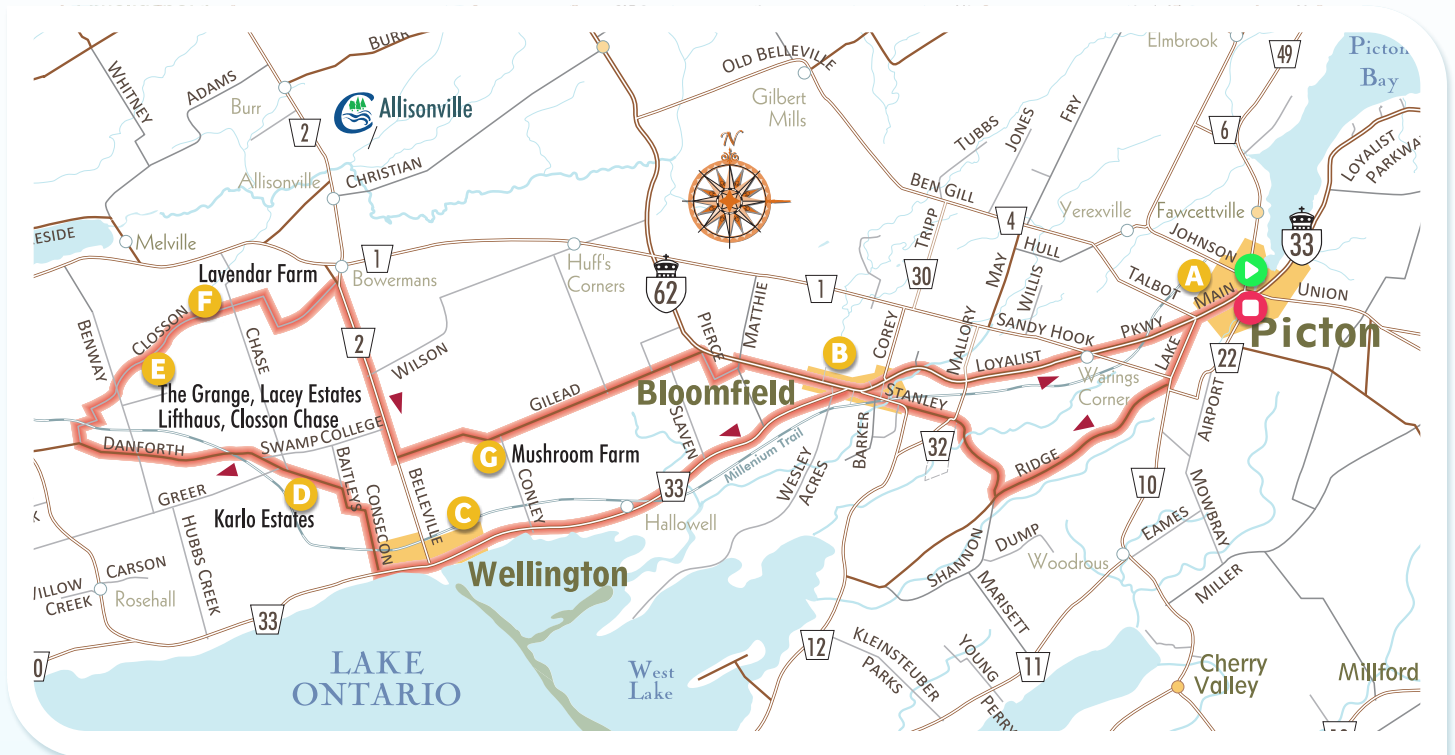 BURR
Elmbrook
49
Picton
Bay
WHITNEY
ADAMS
Burr
OLD BELLEVILLE
Gilbert
Mills
Allisonville
2
6
TUBBS
JONES
FRY
LOYALIST
PARKWA
N
CHRISTIAN
Allisonville
BEN GILL
4
Yerexville
Fawcettville
JOHNSON
33
ESIDE
Melville
1
Bowermans
Huff's
Corners
62
1
TRIPP
30
MAY
HULL
WILLIS
TALBOT
A
MAIN
UNION
Picton
Lavendar Farm
F
CLOSSON
BENWAY
CHASE
2
WILSON
PIERCE
MATTHIE
COREY
MALLORY
SANDY HOOK
PKWY
LOYALIST
LAKE
22
B
E
The Grange, Lacey Estates
Lifthaus, Closson Chase
GILEAD
Bloomfield
STANLEY
Warings
Corner
AIRPORT
DANFORTH
SWAMP COLLEGE
G
Mushroom Farm
SLAVEN
Millenium Trail
BARKER
32
RIDGE
GREER
D
Karlo Estates
BAITLEYS
CONSECON
BELLEVILLE
C
CONLEY
33
WESLEY
ACRES
10
MOWBRAY
HUBBS CREEK
Hallowell
EAMES
CARSON
WILLOW
CREEK
Rosehall
Wellington
SHANNON
DUMP
Woodrous
MILLER
33
MARISETT
0
LAKE
ONTARIO
West
Lake
12
KLEINSTEUBER
PARKS
YOUNG
PERRY
11
Cherry
Valley
Millford